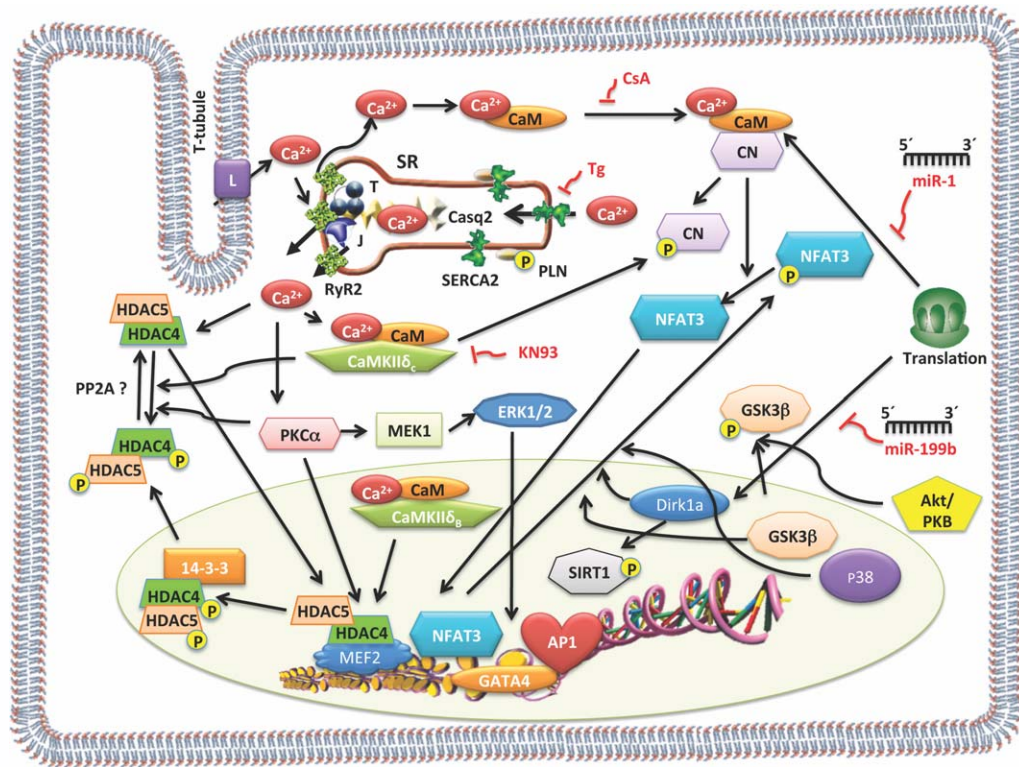 CsA
Ca2+
Ca2+
CaM
Ca2+
CaM
CN
T-tubule
L
Ca2+
SR
T
J
Ca2+
Casq2
Tg
Ca2+
5´ 3´
miR-1
CN
P
NFAT3
P
RyR2
SERCA2
P
PLN
Ca2+
HDAC5
HDAC4
Ca2+
CaM
CaMKIIδc
KN93
NFAT3
Translation
PP2A ?
PKCα
MEK1
ERK1/2
GSK3β
P
5´ 3´
miR-199b
HDAC4
P
HDAC5
P
Ca2+
CaM
CaMKIIδB
Dirk1a
Akt/
PKB
GSK3β
14-3-3
SIRT1
P
P38
HDAC4
P
HDAC5
P
HDAC5
HDAC4
MEF2
NFAT3
AP1
GATA4